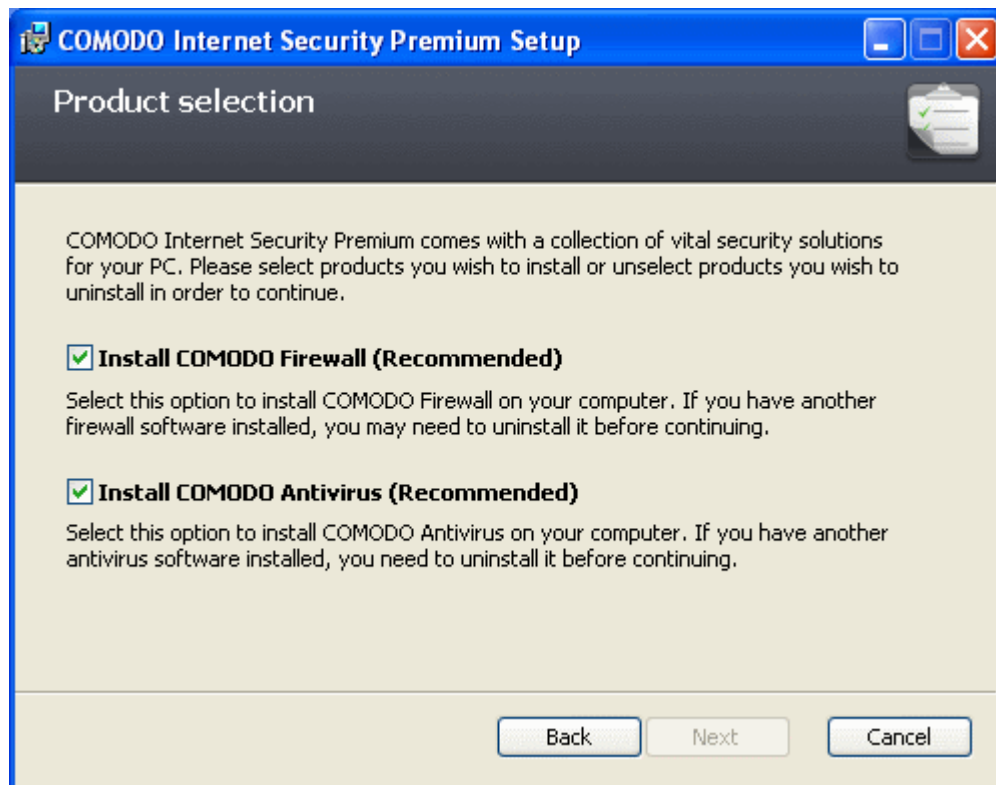 COMODO Internet Security Premium Setup
Product selection
COMODO Internet Security Premium comes with a collection of vital security solutions
for your PC. Please select products you wish to install or unselect products you wish to
uninstall in order to continue.
Install COMODO Firewall (Recommended)
Select this option to install COMODO Firewall on your computer. If you have another
firewall software installed, you may need to uninstall it before continuing.
Install COMODO Antivirus (Recommended)
Select this option to install COMODO Antivirus on your computer. If you have another
antivirus software installed, you need to uninstall it before continuing.
Back Next Cancel